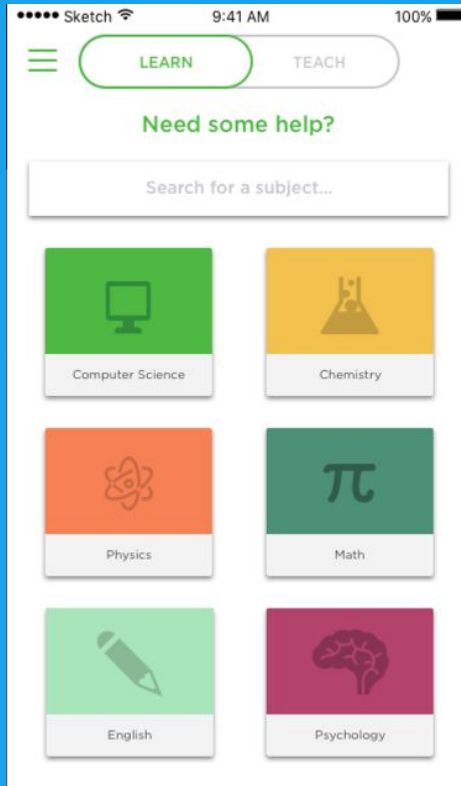 ●●●●● Sketch 9:41 AM 100%
LEARN TEACH
Need some help?
Search for a subject...
Computer Science Chemistry
π
Physics Math
English Psychology